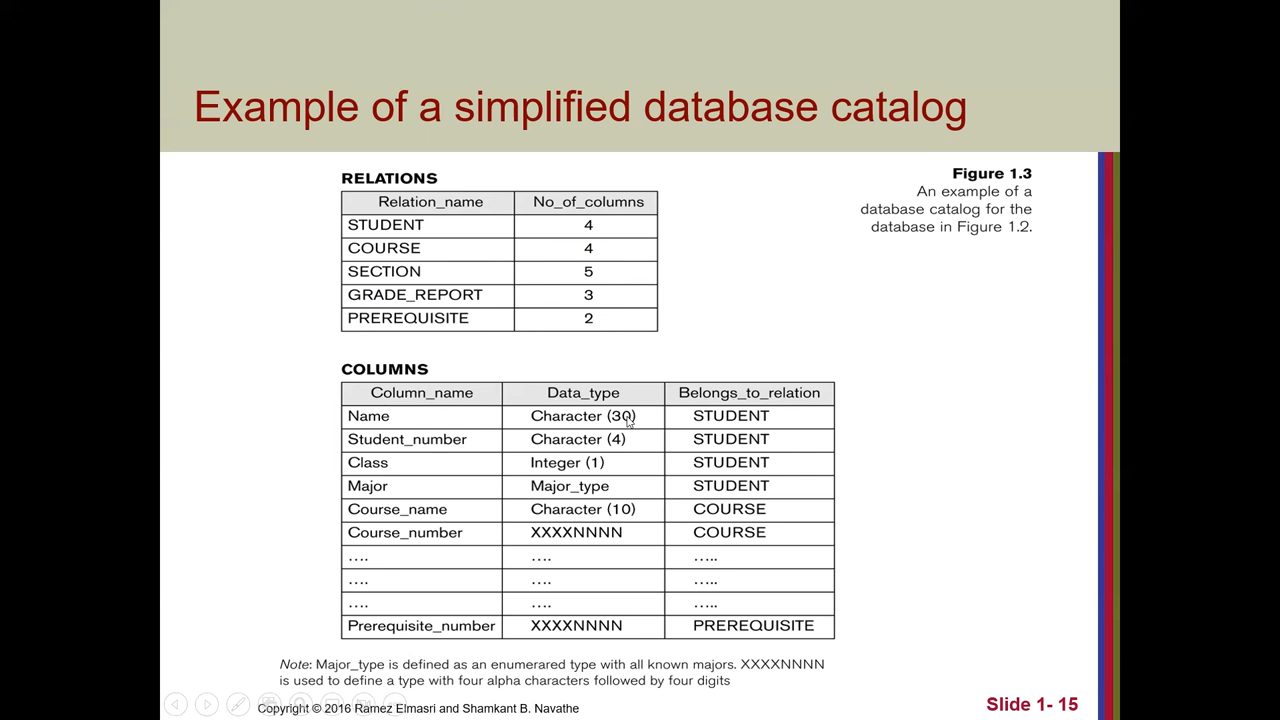 Example of a simplified database catalog
RELATIONS
Relation_name No_of_columns
STUDENT 4
COURSE 4
SECTION 5
GRADE_REPORT 3
PREREQUISITE 2
Figure 1.3
An example of a
database catalog for the
database in Figure 1.2.
COLUMNS
Column_name Data_type Belongs_to_relation
Name Character (30) STUDENT
Student_number Character (4) STUDENT
Class Integer (1) STUDENT
Major Major_type STUDENT
Course_name Character (10) COURSE
Course_number XXXXNNNN COURSE
…. …. …..
…. …. …..
…. …. …..
Prerequisite_number XXXXNNNN PREREQUISITE
Note: Major_type is defined as an enumerared type with all known majors. XXXXNNNN
is used to define a type with four alpha characters followed by four digits
Copyright © 2016 Ramez Elmasri and Shamkant B. Navathe
Slide 1- 15